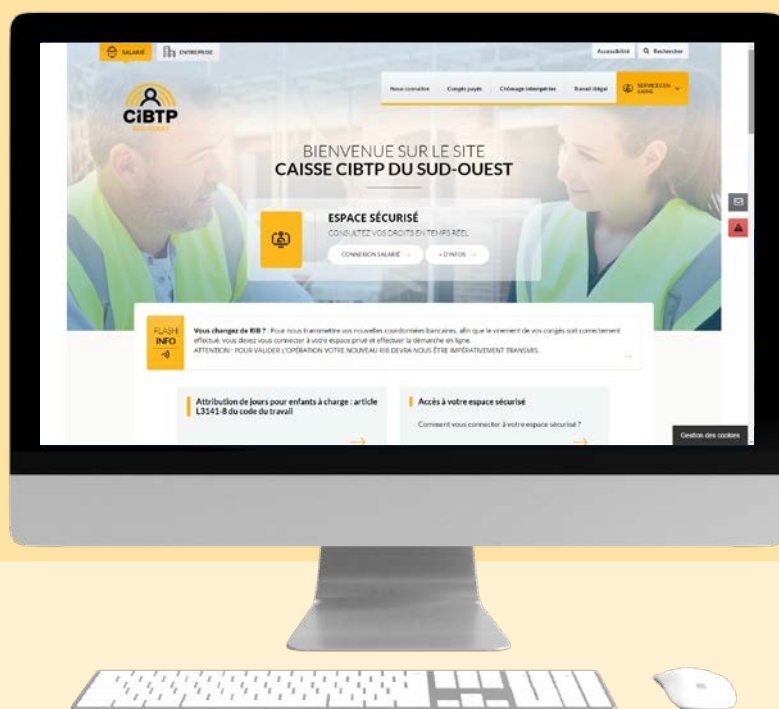 SALARIÉ
ENTREPRISE
Accessibilité
Rechercher
CiBTP
SUD-OUEST
Nous connaître
Congés payés
Chômage intempéries
Travail illégal
SERVICES EN
LIGNE
BIENVENUE SUR LE SITE
CAISSE CIBTP DU SUD-OUEST
ESPACE SÉCURISÉ
CONSULTEZ VOS DROITS EN TEMPS RÉEL
CONNEXION SALARIÉ →
+ D'INFOS →
FLASH
INFO
Vous changez de RIB ? : Pour nous transmettre vos nouvelles coordonnées bancaires, afin que le virement de vos congés soit correctement
effectué, vous devez vous connecter à votre espace privé et effectuer la démarche en ligne.
ATTENTION : POUR VALIDER L'OPÉRATION VOTRE NOUVEAU RIB DEVRA NOUS ÊTRE IMPÉRATIVEMENT TRANSMIS.
Attribution de jours pour enfants à charge : article
L3141-8 du code du travail
Accès à votre espace sécurisé
Comment vous connecter à votre espace sécurisé ?
Gestion des cookies